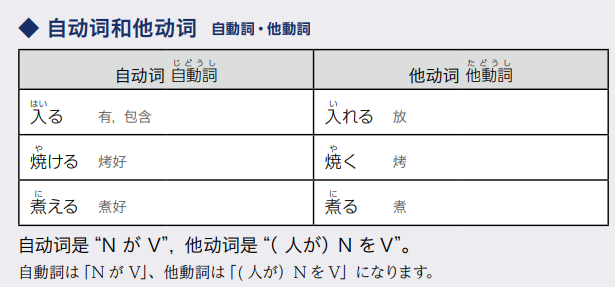 ◆ 自动词和他动词 自動詞・他動詞
じどうし たどうし
自动词 自動詞 他动词 他動詞
はい い
入る 有，包含 入れる 放
や や
焼ける 烤好 焼く 烤
に に
煮える 煮好 煮る 煮
自动词是“N が V”，他动词是“( 人が) N を V”。
自動詞は「N が V」、他動詞は「( 人が) N を V」になります。